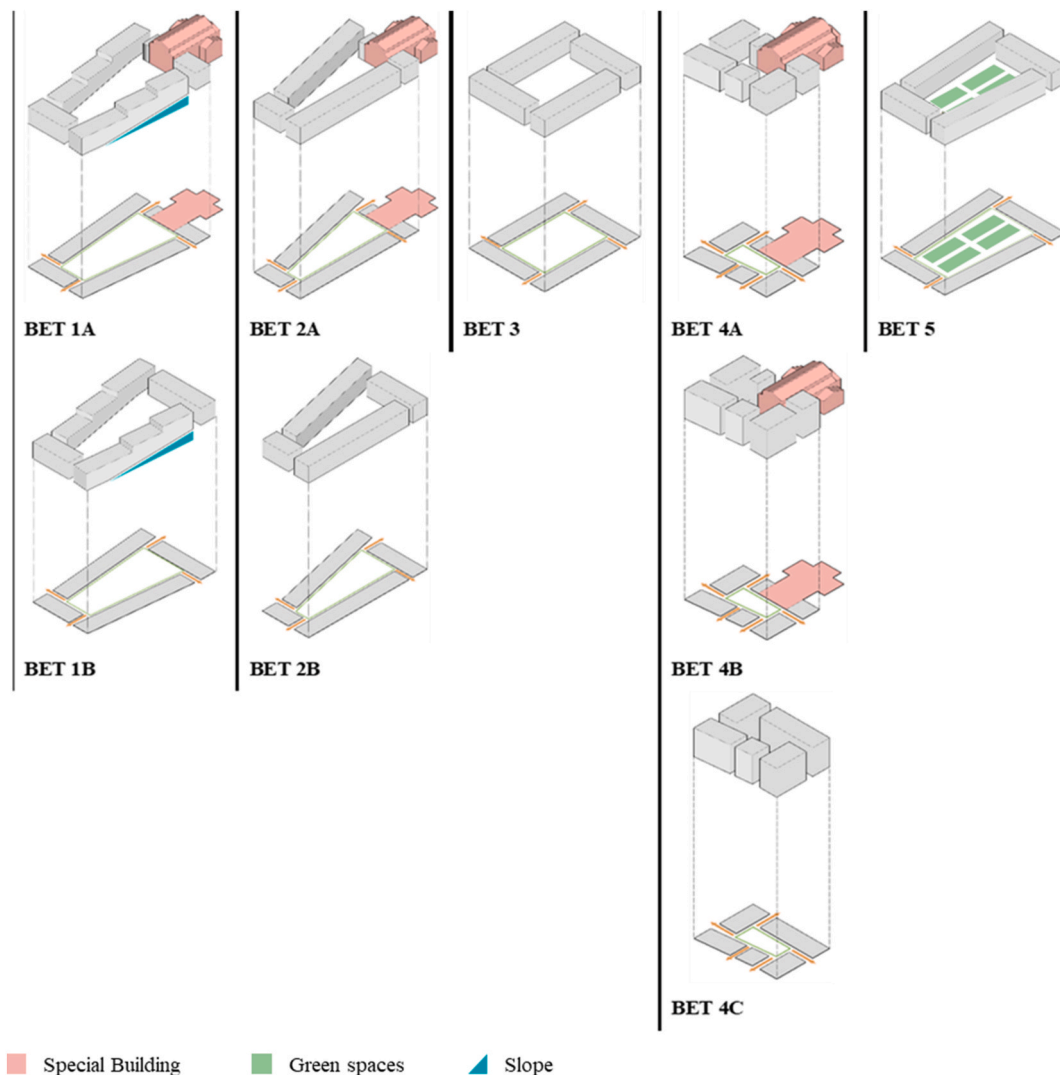 BET 1A BET 2A BET 3 BET 4A BET 5
BET 1B BET 2B BET 4B
BET 4C
Special Building Green spaces Slope